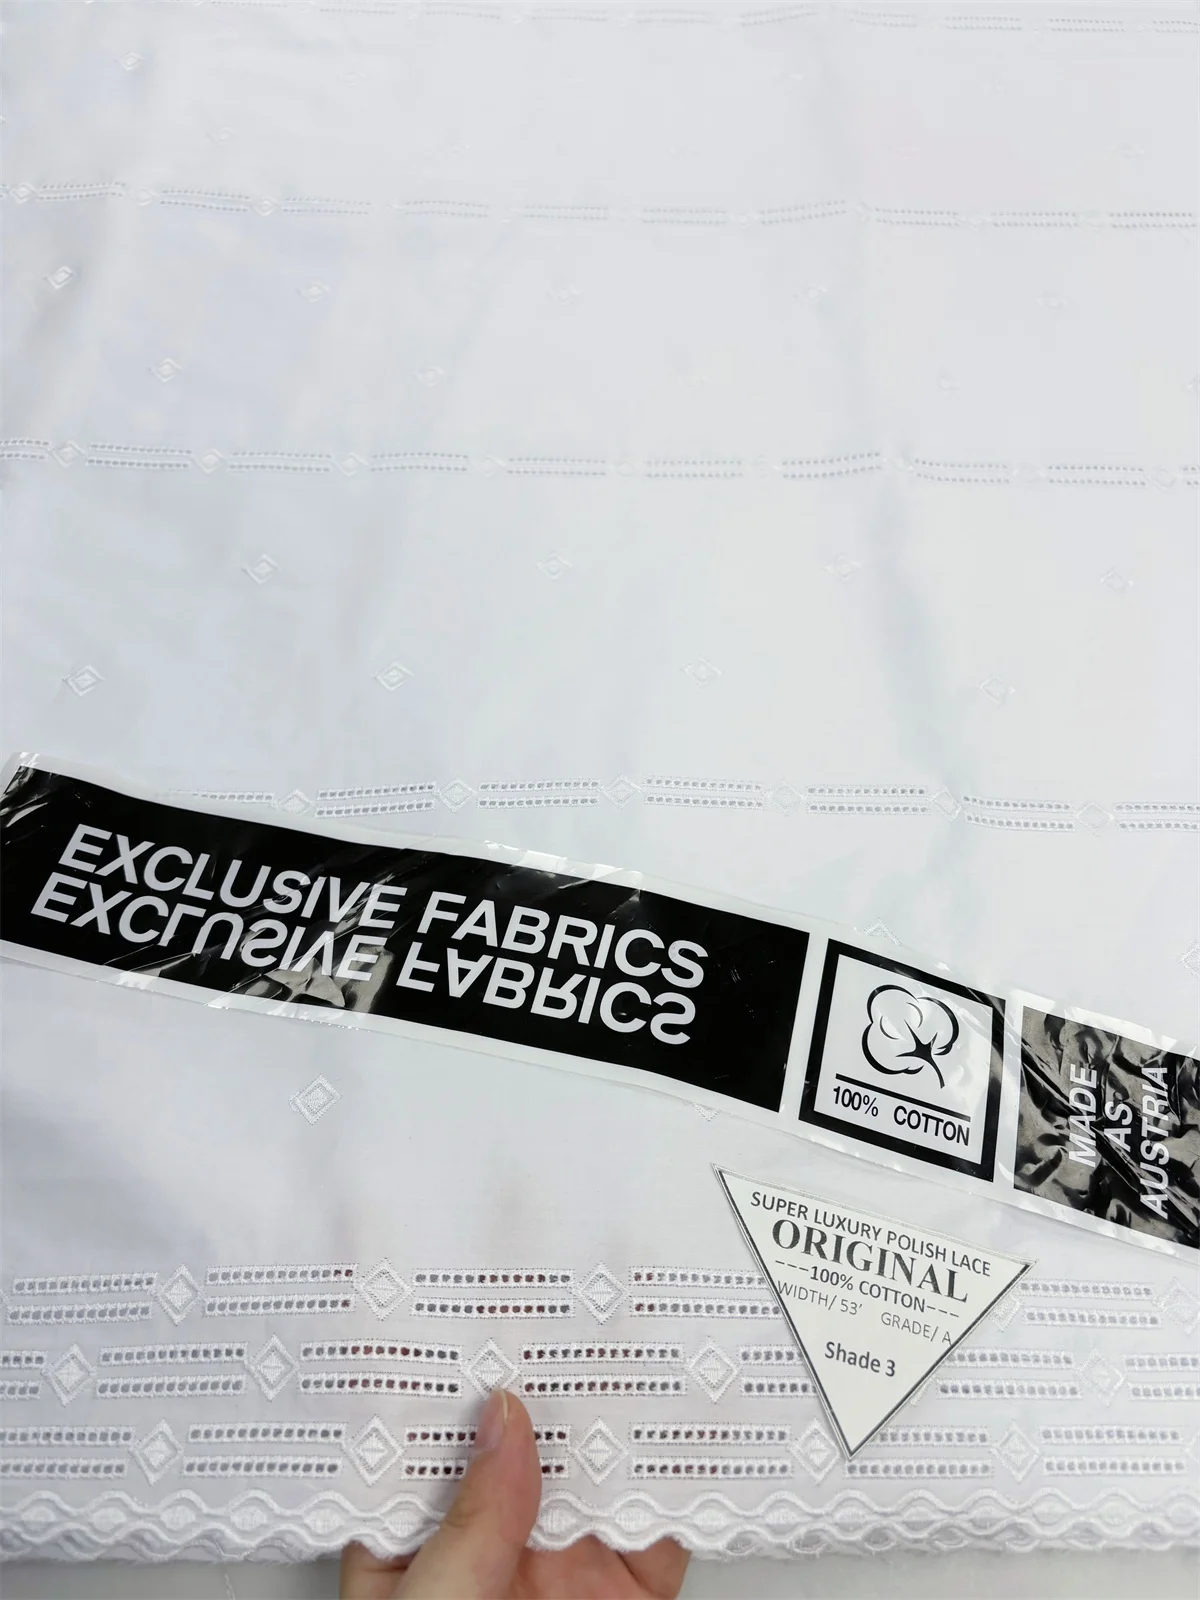 EXCLUSIVE FABRICS
EXCLUSIVE FABRICS
100% COTTON
MADE
AS
AUSTRIA
SUPER LUXURY POLISH LACE
ORIGINAL
---100% COTTON---
WIDTH/ 53'
GRADE/ A
Shade 3